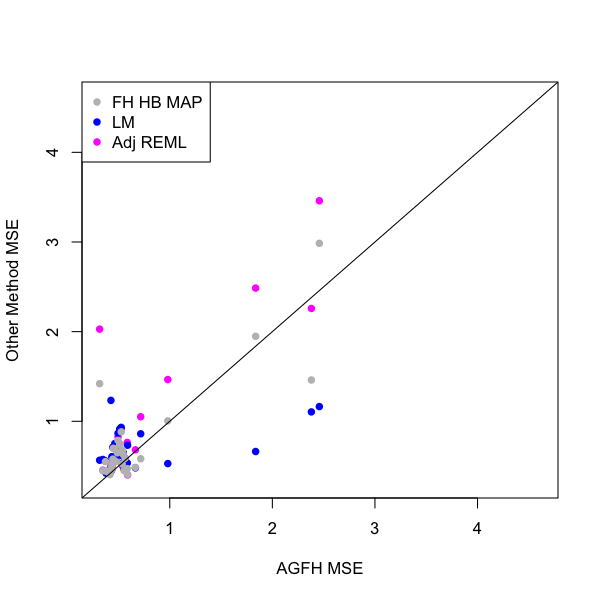 FH HB MAP
LM
Adj REML
4
3
2
1
Other Method MSE
1 2 3 4
AGFH MSE